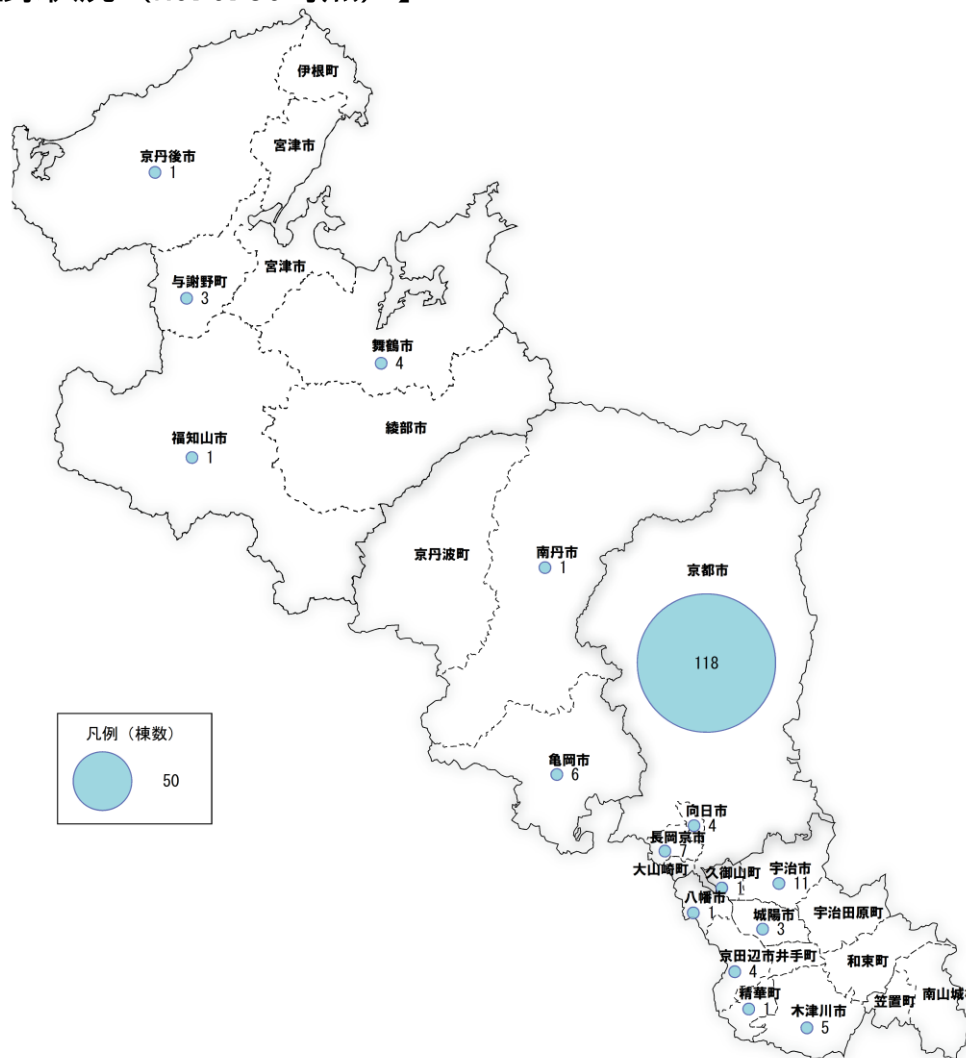 伊根町
宮津市
京丹後市
1
宮津市
与謝野町
3
舞鶴市
4
綾部市
福知山市
1
京丹波町
南丹市
1
京都市
118
凡例（棟数）
50
亀岡市
6
向日市
4
長岡京市
7
大山崎町
久御山町
1
宇治市
11
八幡市
1
城陽市
3
宇治田原町
京田辺市
4
井手町
和束町
精華町
1
木津川市
5
笠置町
南山城